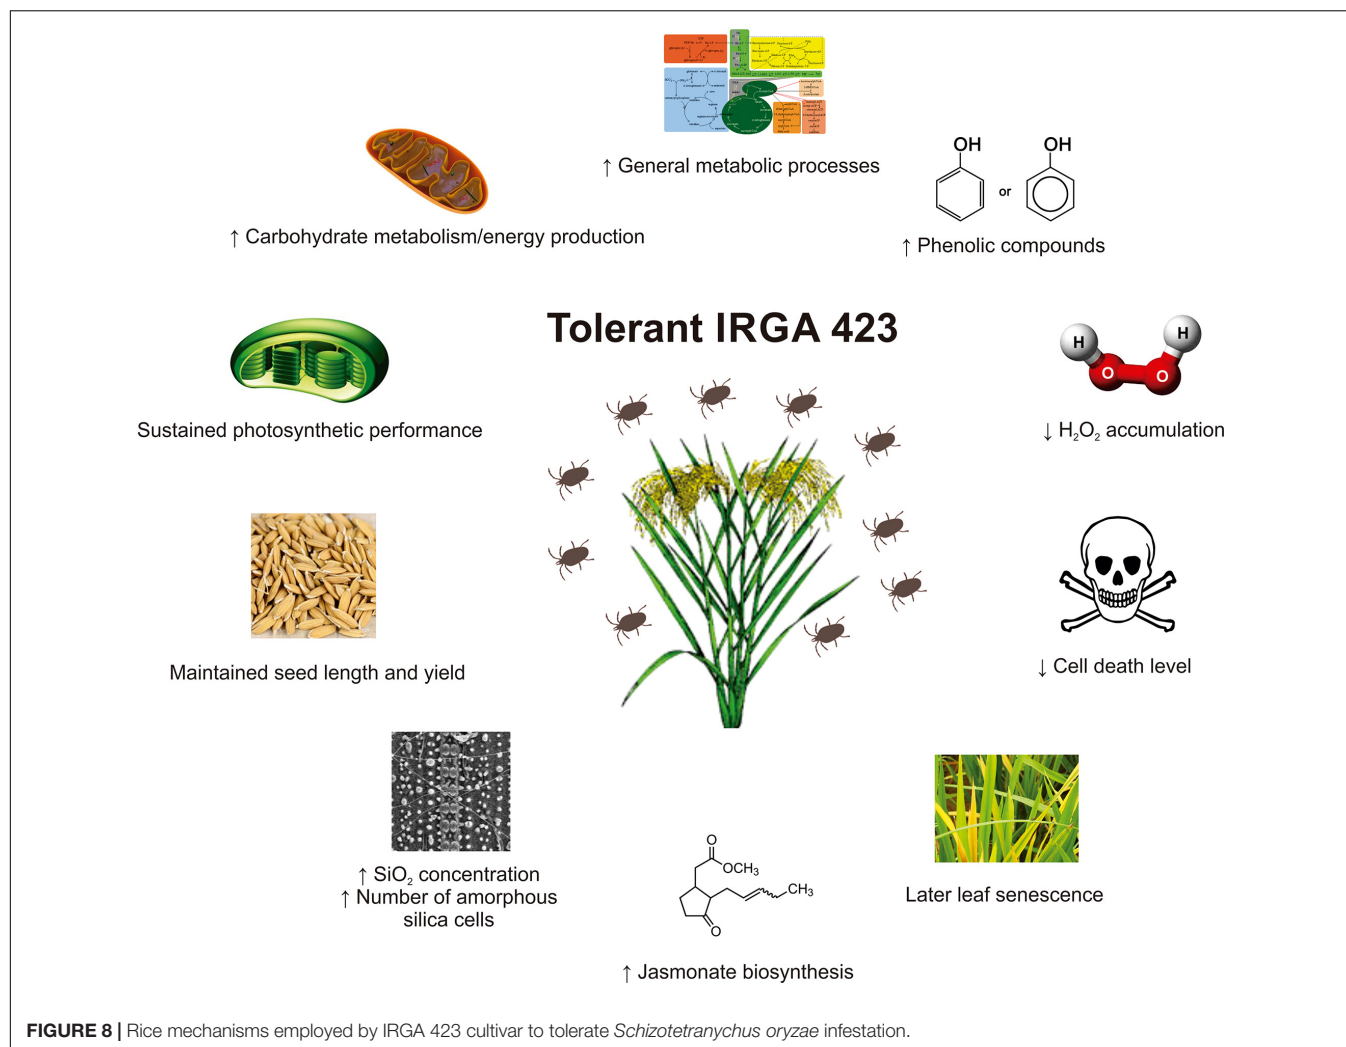 ↑ General metabolic processes
OH
OH
or
↑ Phenolic compounds
↑ Carbohydrate metabolism/energy production
Tolerant IRGA 423
H
H
O
O
↓ H₂O₂ accumulation
Sustained photosynthetic performance
Maintained seed length and yield
↓ Cell death level
↑ SiO₂ concentration
↑ Number of amorphous
silica cells
O
OCH₃
CH₃
O
↑ Jasmonate biosynthesis
Later leaf senescence
FIGURE 8 | Rice mechanisms employed by IRGA 423 cultivar to tolerate Schizotetranychus oryzae infestation.